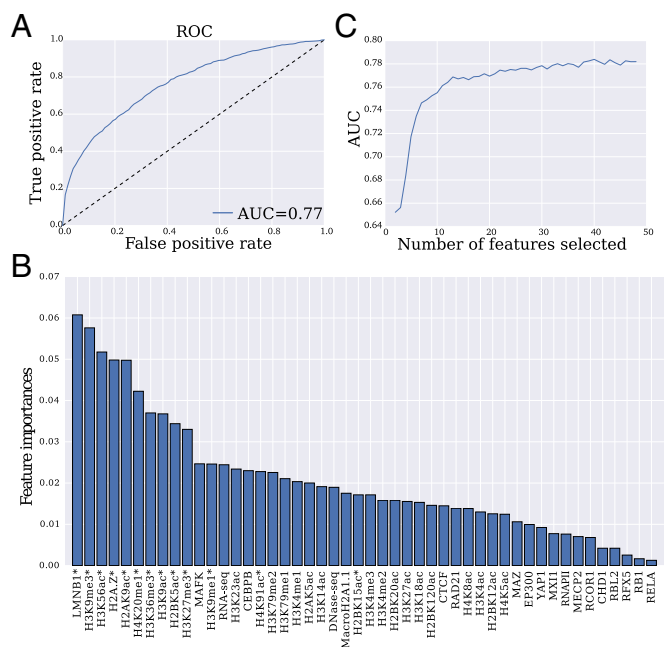 A
ROC
1.0
0.8
0.6
0.4
0.2
0.0
True positive rate
AUC=0.77
0.0 0.2 0.4 0.6 0.8 1.0
False positive rate
C
0.80
0.78
0.76
0.74
0.72
0.70
0.68
0.66
0.64
AUC
0 10 20 30 40 50
Number of features selected
B
0.07
0.06
0.05
0.04
0.03
0.02
0.01
0.00
Feature importances
LMNB1*
H3K9me3*
H3K56ac*
H2A.Z*
H2AK9ac*
H4K20me1*
H3K36me3*
H3K9ac*
H2BK5ac*
H3K27me3*
MAFK
H3K9me1*
RNA-seq
H3K23ac
CEBPB
H4K91ac*
H3K79me2
H3K79me1
H3K4me1
H2AK5ac
H3K14ac
DNase-seq
MacroH2A1.1
H2BK15ac*
H3K4me3
H3K4me2
H2BK20ac
H3K27ac
H3K18ac
H2BK120ac
CTCF
RAD21
H4K8ac
H3K4ac
H2BK12ac
H4K5ac
MAZ
EP300
YAP1
MXI1
RNAPII
MECP2
RCOR1
CHD1
RBL2
RFX5
RB1
RELA